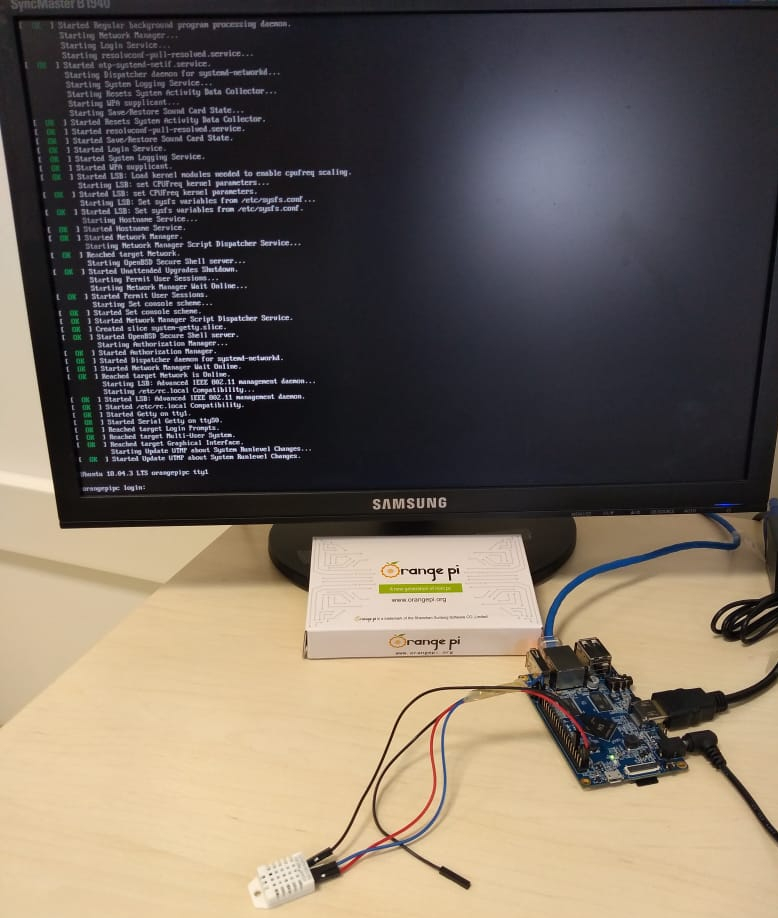 SyncMaster B1940
[ OK ] Started Regular background program processing daemon.
Starting Network Manager...
Starting Login Service...
Starting resolvconf-pull-resolved.service...
[ OK ] Started ntp-systemd-netif.service.
Starting Dispatcher daemon for systemd-networkd...
Starting System Logging Service...
Starting Resets System Activity Data Collector...
Starting WPA supplicant...
Starting Save/Restore Sound Card State...
[ OK ] Started Resets System Activity Data Collector.
[ OK ] Started resolvconf-pull-resolved.service.
[ OK ] Started Save/Restore Sound Card State.
[ OK ] Started Login Service.
[ OK ] Started System Logging Service.
[ OK ] Started WPA supplicant.
[ OK ] Started LSB: Load kernel modules needed to enable cpufreq scaling.
Starting LSB: set CPUFreq kernel parameters...
[ OK ] Started LSB: set CPUFreq kernel parameters.
Starting LSB: Set sysfs variables from /etc/sysfs.conf...
[ OK ] Started LSB: Set sysfs variables from /etc/sysfs.conf.
Starting Hostname Service...
[ OK ] Started Hostname Service.
[ OK ] Started Network Manager.
Starting Network Manager Script Dispatcher Service...
[ OK ] Reached target Network.
Starting OpenBSD Secure Shell server...
[ OK ] Started Unattended Upgrades Shutdown.
Starting Permit User Sessions...
Starting Network Manager Wait Online...
[ OK ] Started Permit User Sessions.
Starting Set console scheme...
[ OK ] Started Set console scheme.
[ OK ] Started Network Manager Script Dispatcher Service.
[ OK ] Created slice system-getty.slice.
[ OK ] Started OpenBSD Secure Shell server.
Starting Authorization Manager...
[ OK ] Started Authorization Manager.
[ OK ] Started Dispatcher daemon for systemd-networkd.
[ OK ] Started Network Manager Wait Online.
[ OK ] Reached target Network is Online.
Starting LSB: Advanced IEEE 802.11 management daemon...
Starting /etc/rc.local Compatibility...
[ OK ] Started LSB: Advanced IEEE 802.11 management daemon.
[ OK ] Started /etc/rc.local Compatibility.
[ OK ] Started Getty on tty1.
[ OK ] Started Serial Getty on ttyS0.
[ OK ] Reached target Login Prompts.
[ OK ] Reached target Multi-User System.
[ OK ] Reached target Graphical Interface.
Starting Update UTMP about System Runlevel Changes...
[ OK ] Started Update UTMP about System Runlevel Changes.
Ubuntu 18.04.3 LTS orangepipc tty1
orangepipc login:
SAMSUNG
Orange pi
A new generation of mini pc
www.orangepi.org
Orange pi is a trademark of the Shenzhen Xunlong Software CO., Limited
Orange pi
www.orangepi.org